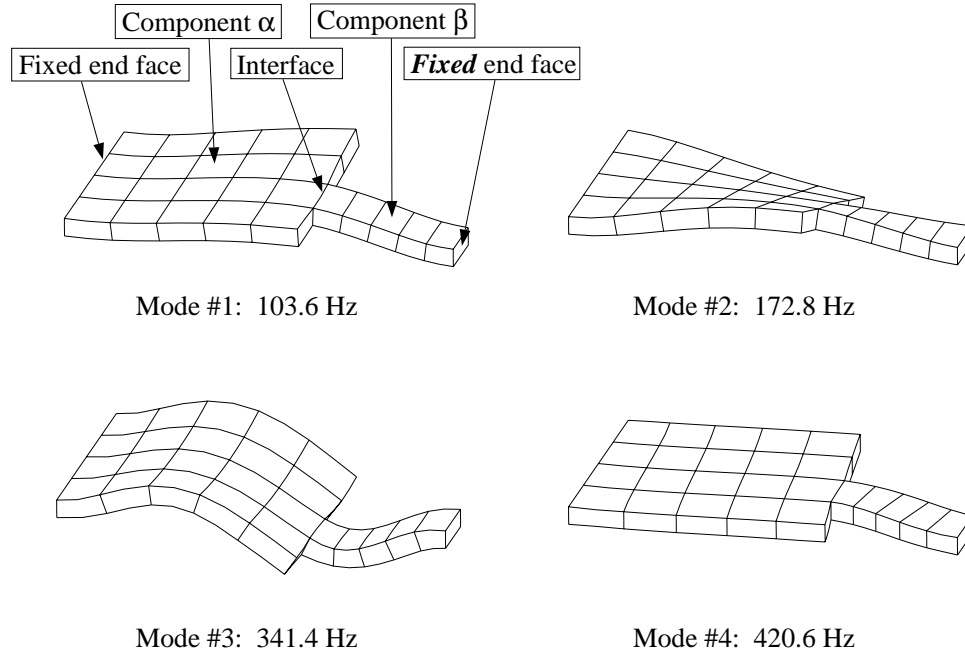 Component α
Component β
Fixed end face
Interface
Fixed end face
Mode #1: 103.6 Hz
Mode #2: 172.8 Hz
Mode #3: 341.4 Hz
Mode #4: 420.6 Hz